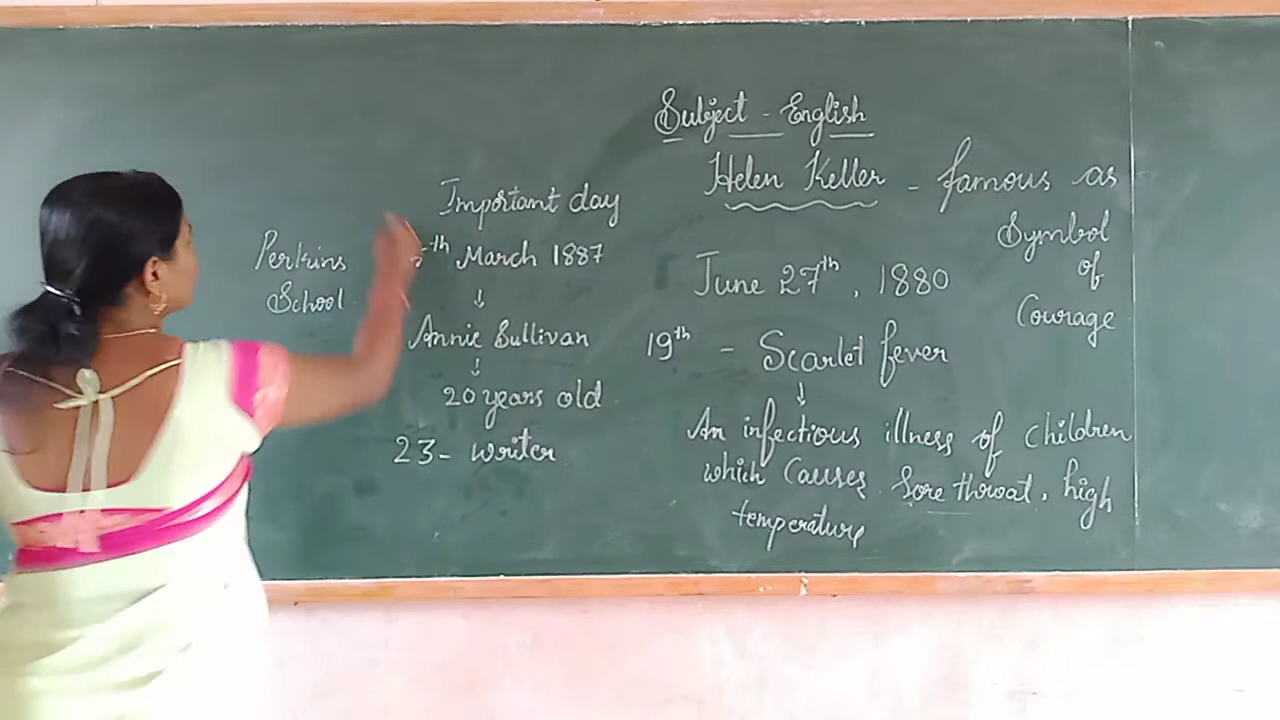 Subject - English
Helen Keller - famous as
Symbol
of
Courage
June 27th, 1880
19th - Scarlet fever
↓
An infectious illness of children
which causes sore throat, high
temperature
Important day
th March 1887
↓
Annie Sullivan
↓
20 years old
23 - writer
Perkins
School